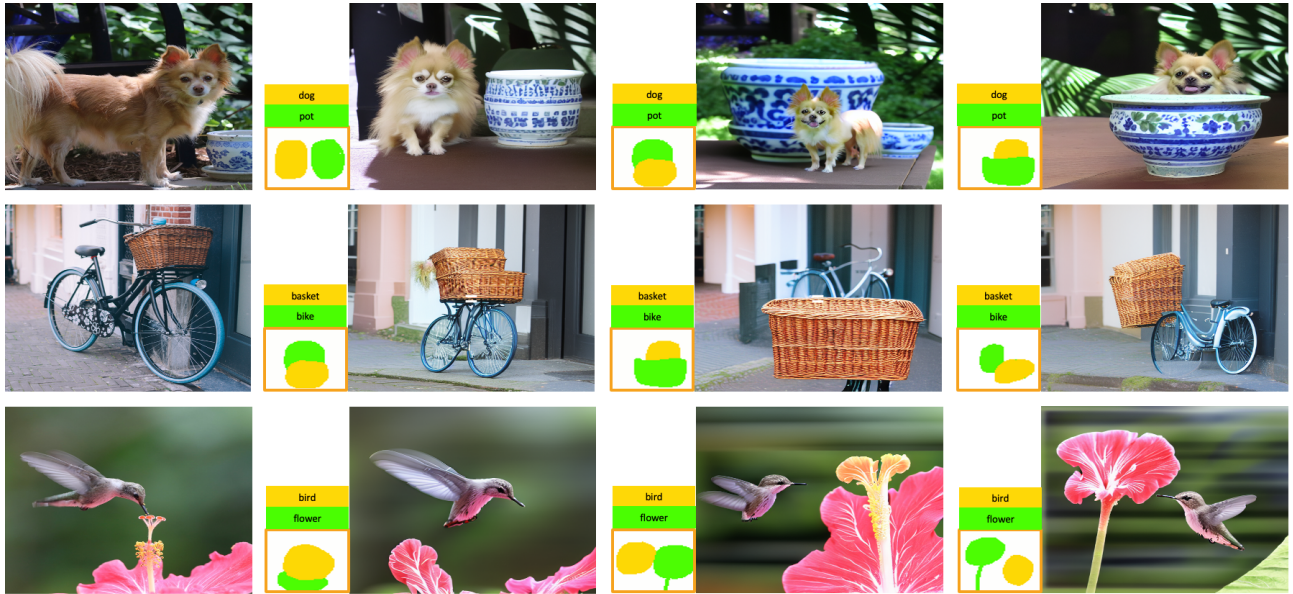 dog
pot
dog
pot
dog
pot
basket
bike
basket
bike
basket
bike
bird
flower
bird
flower
bird
flower